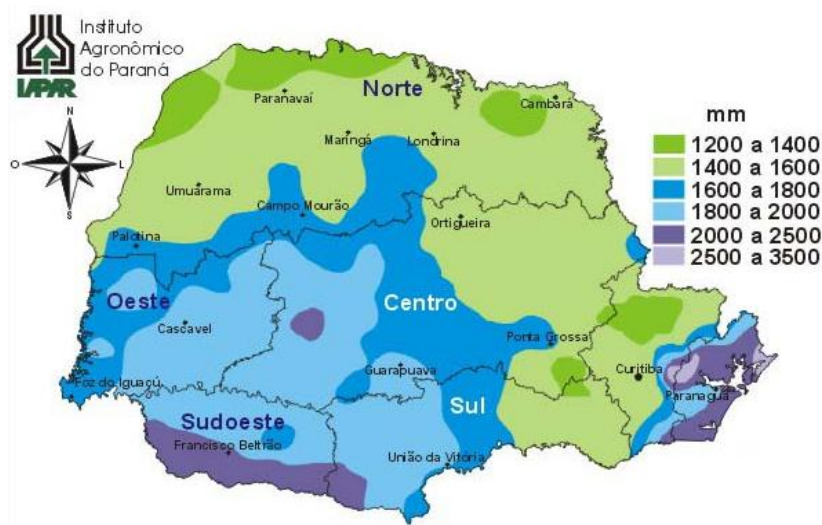 Instituto
Agronômico
do Paraná
IAPAR
N
O
L
S
Norte
Paranavaí
Cambará
Maringá
Londrina
Umuarama
Campo Mourão
Ortigueira
Palotina
Oeste
Centro
Cascavel
Ponta Grossa
Guarapuava
Curitiba
Foz do Iguaçú
Paranaguá
Sul
Sudoeste
Francisco Beltrão
União da Vitória
mm
1200 a 1400
1400 a 1600
1600 a 1800
1800 a 2000
2000 a 2500
2500 a 3500